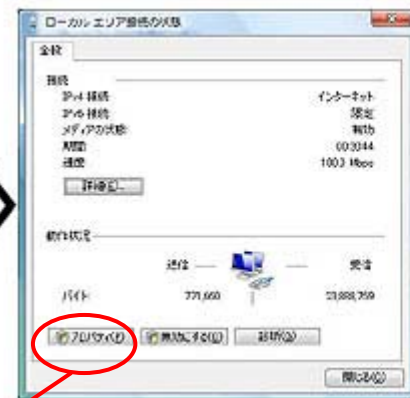 ローカル エリア接続の状態
全般
接続
IPv4 接続 インターネット
IPv6 接続 限定
メディアの状態 有効
期間
速度
詳細(E)...
動作状況
送信 — — 受信
バイト
プロパティ(P) 無効にする(D) 診断(G)
閉じる(C)